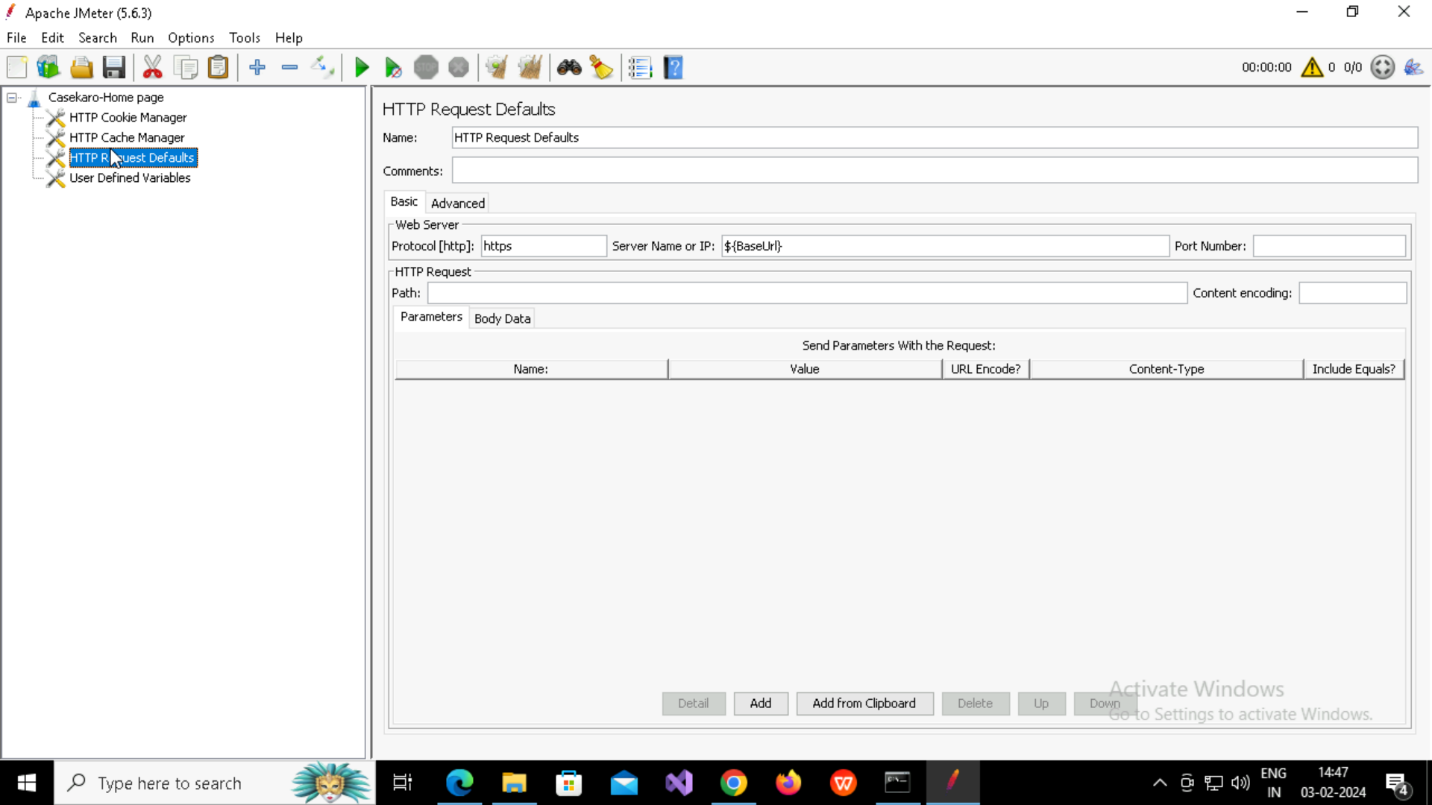 Apache JMeter (5.6.3)
File Edit Search Run Options Tools Help
00:00:00 0 0/0
Casekaro-Home page
HTTP Cookie Manager
HTTP Cache Manager
HTTP Request Defaults
User Defined Variables
HTTP Request Defaults
Name: HTTP Request Defaults
Comments:
Basic Advanced
Web Server
Protocol [http]: https Server Name or IP: ${BaseUrl} Port Number:
HTTP Request
Path: Content encoding:
Parameters Body Data
Send Parameters With the Request:
Name: Value URL Encode? Content-Type Include Equals?
Detail Add Add from Clipboard Delete Up Down
Activate Windows
Go to Settings to activate Windows.
Type here to search
ENG 14:47
IN 03-02-2024 4